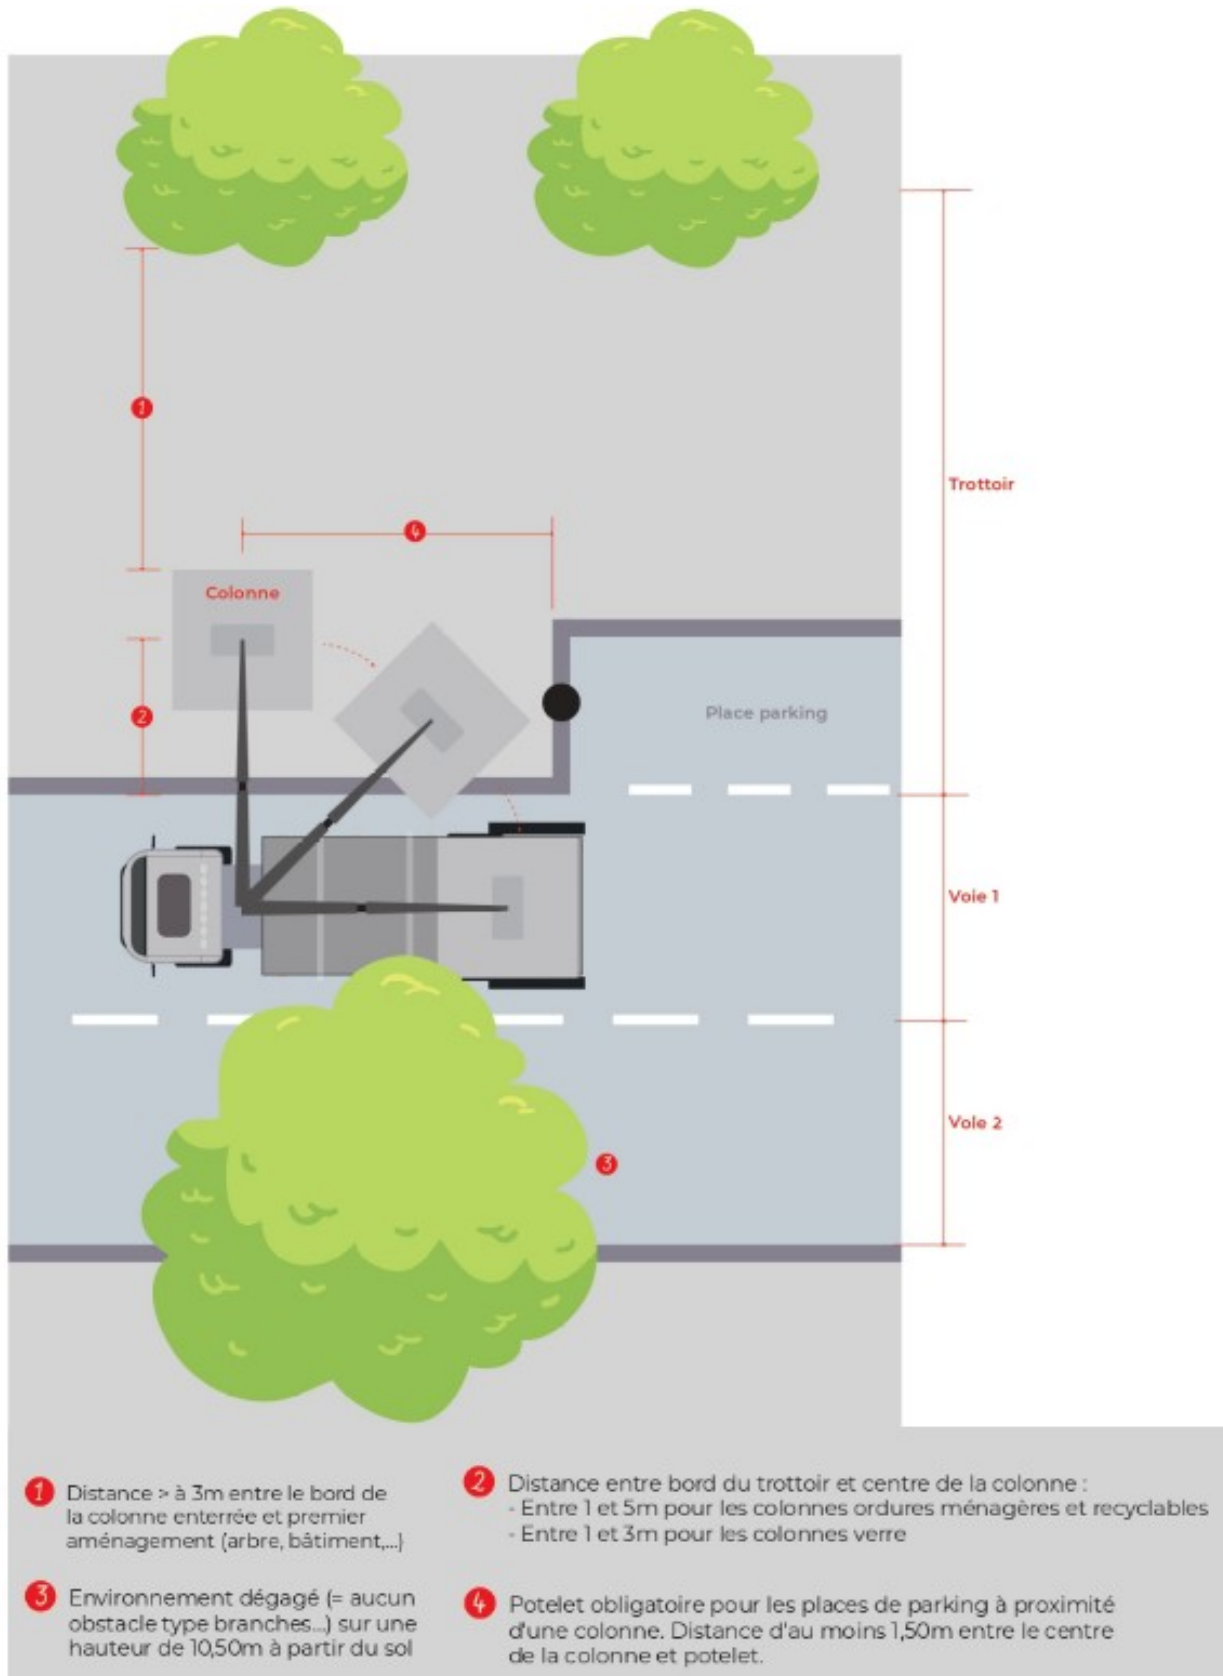 1
4
Trottoir
Colonne
2
Place parking
Voie 1
Voie 2
3
1 Distance > à 3m entre le bord de
la colonne enterrée et premier
aménagement (arbre, bâtiment,...)
2 Distance entre bord du trottoir et centre de la colonne :
- Entre 1 et 5m pour les colonnes ordures ménagères et recyclables
- Entre 1 et 3m pour les colonnes verre
3 Environnement dégagé (= aucun
obstacle type branches...) sur une
hauteur de 10,50m à partir du sol
4 Potelet obligatoire pour les places de parking à proximité
d'une colonne. Distance d'au moins 1,50m entre le centre
de la colonne et potelet.